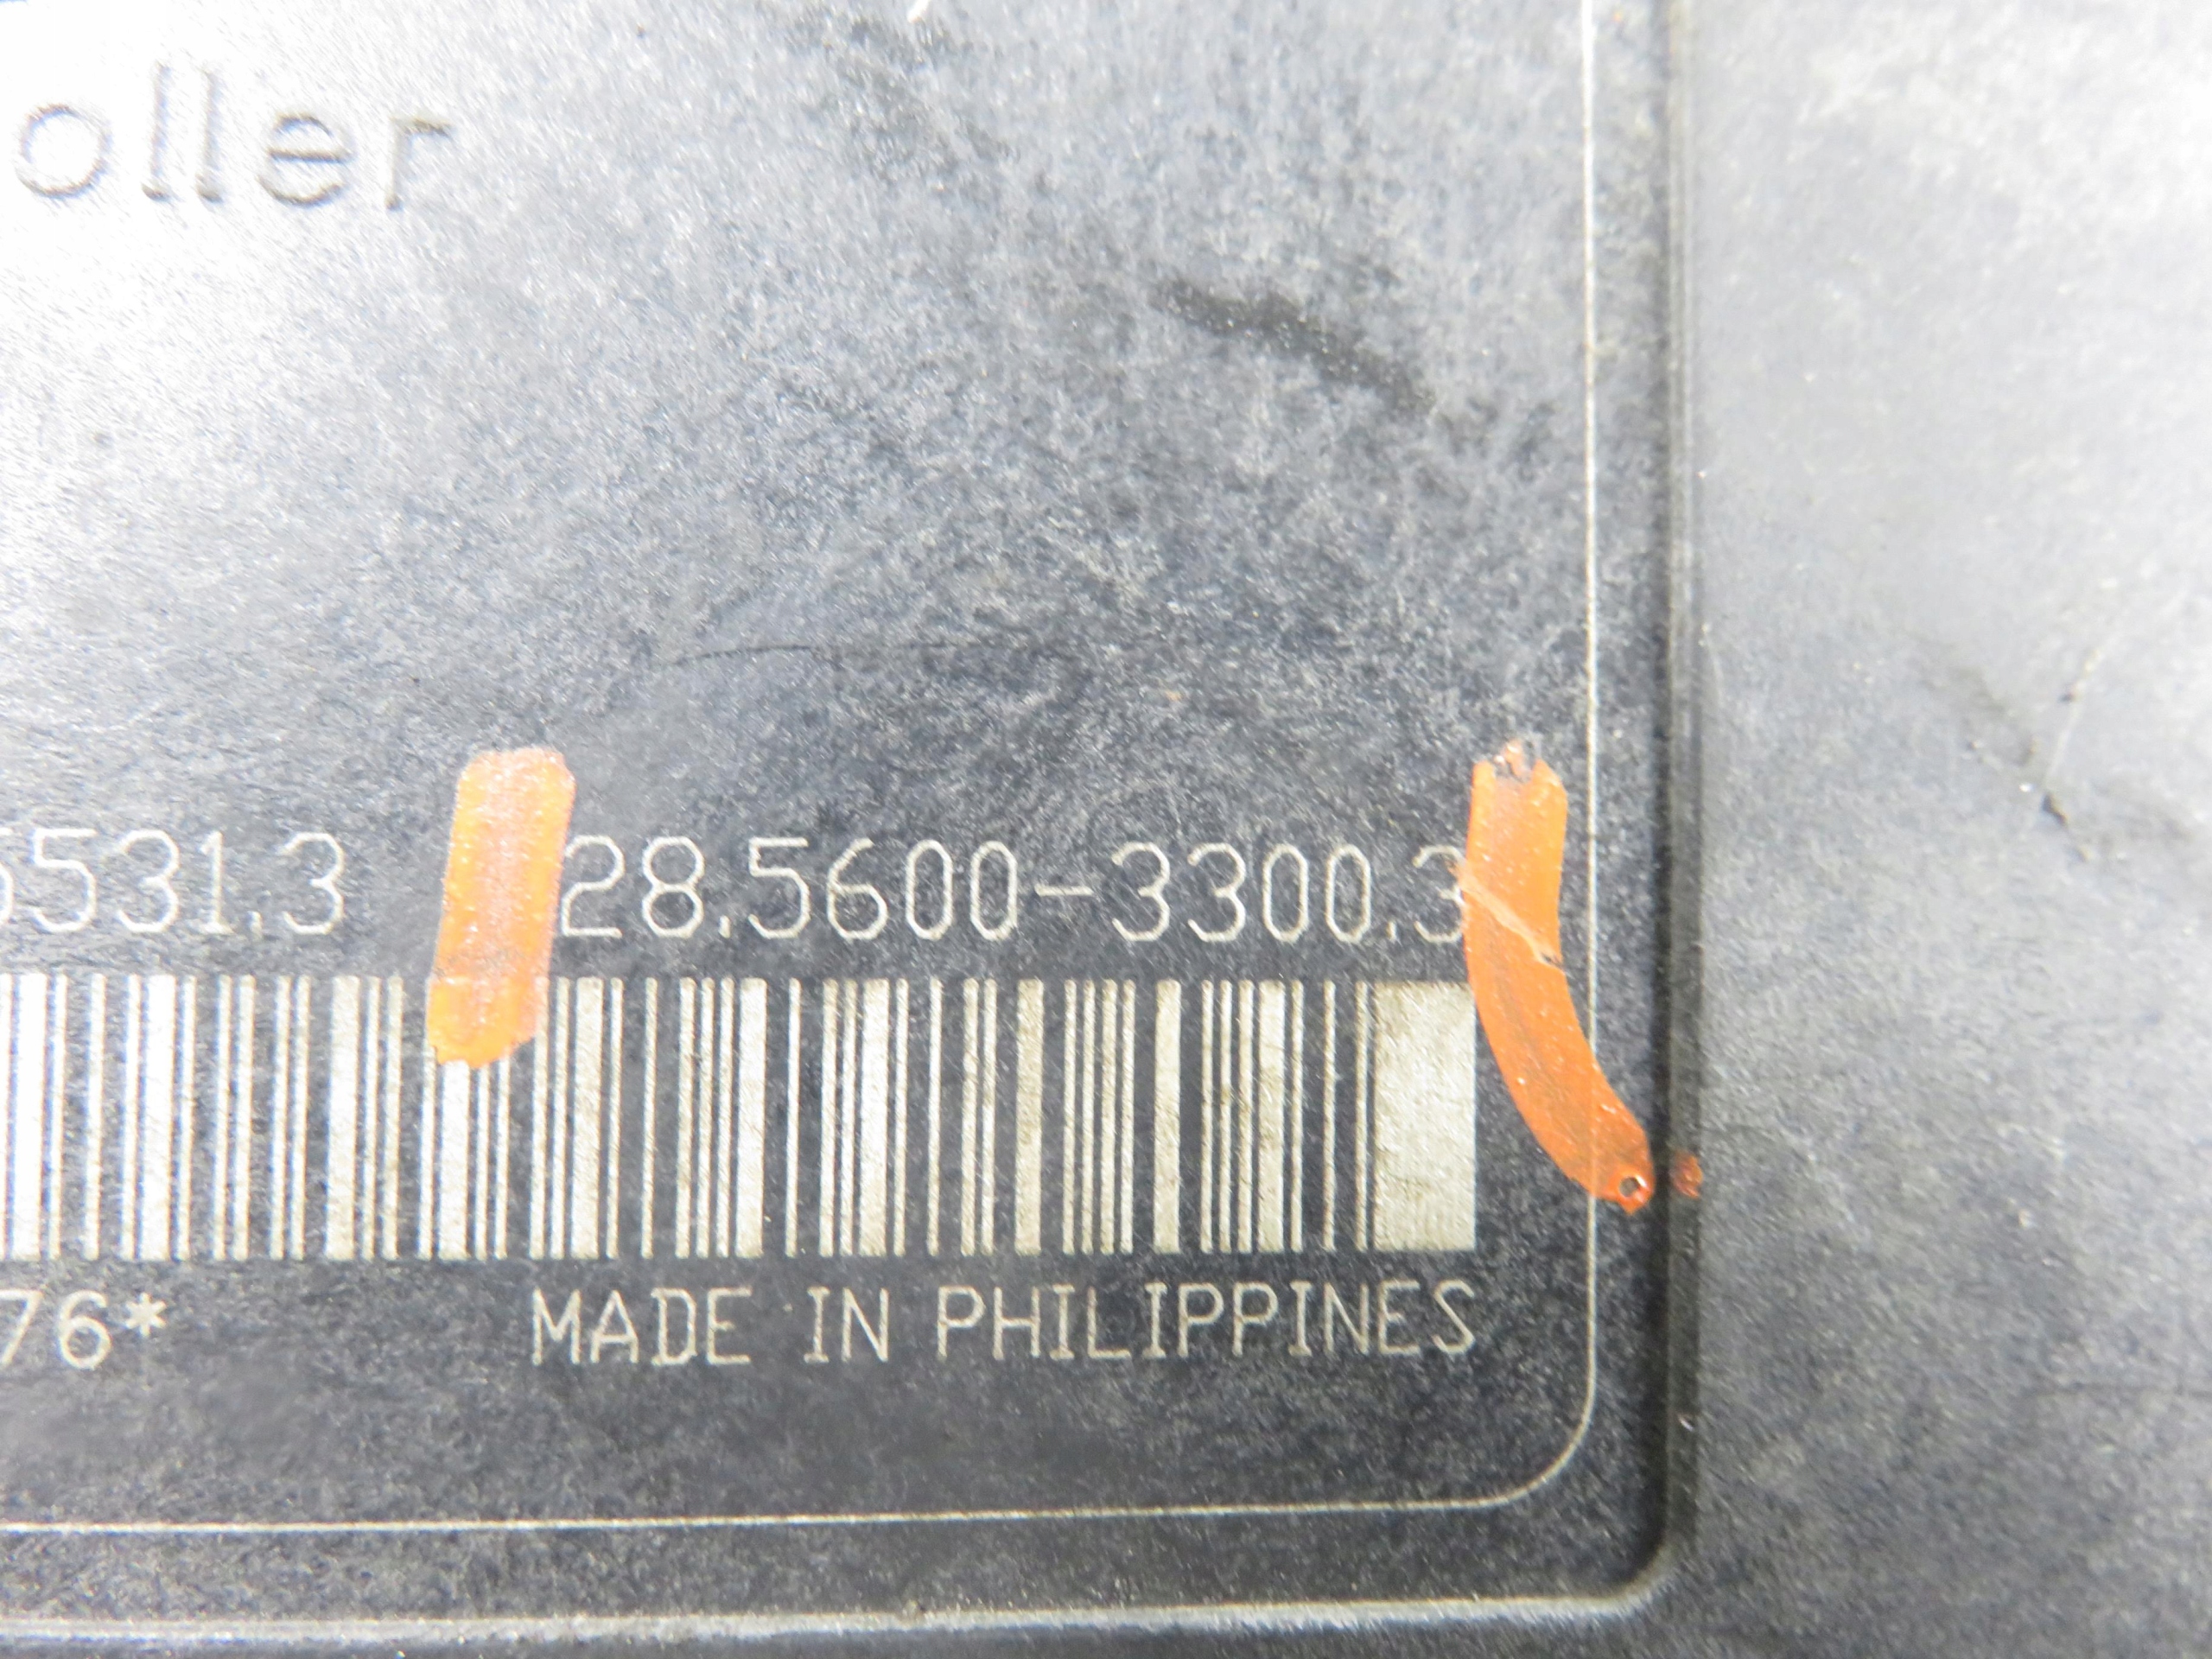 oller
5531.3 28.5600-3300.3
76*
MADE IN PHILIPPINES